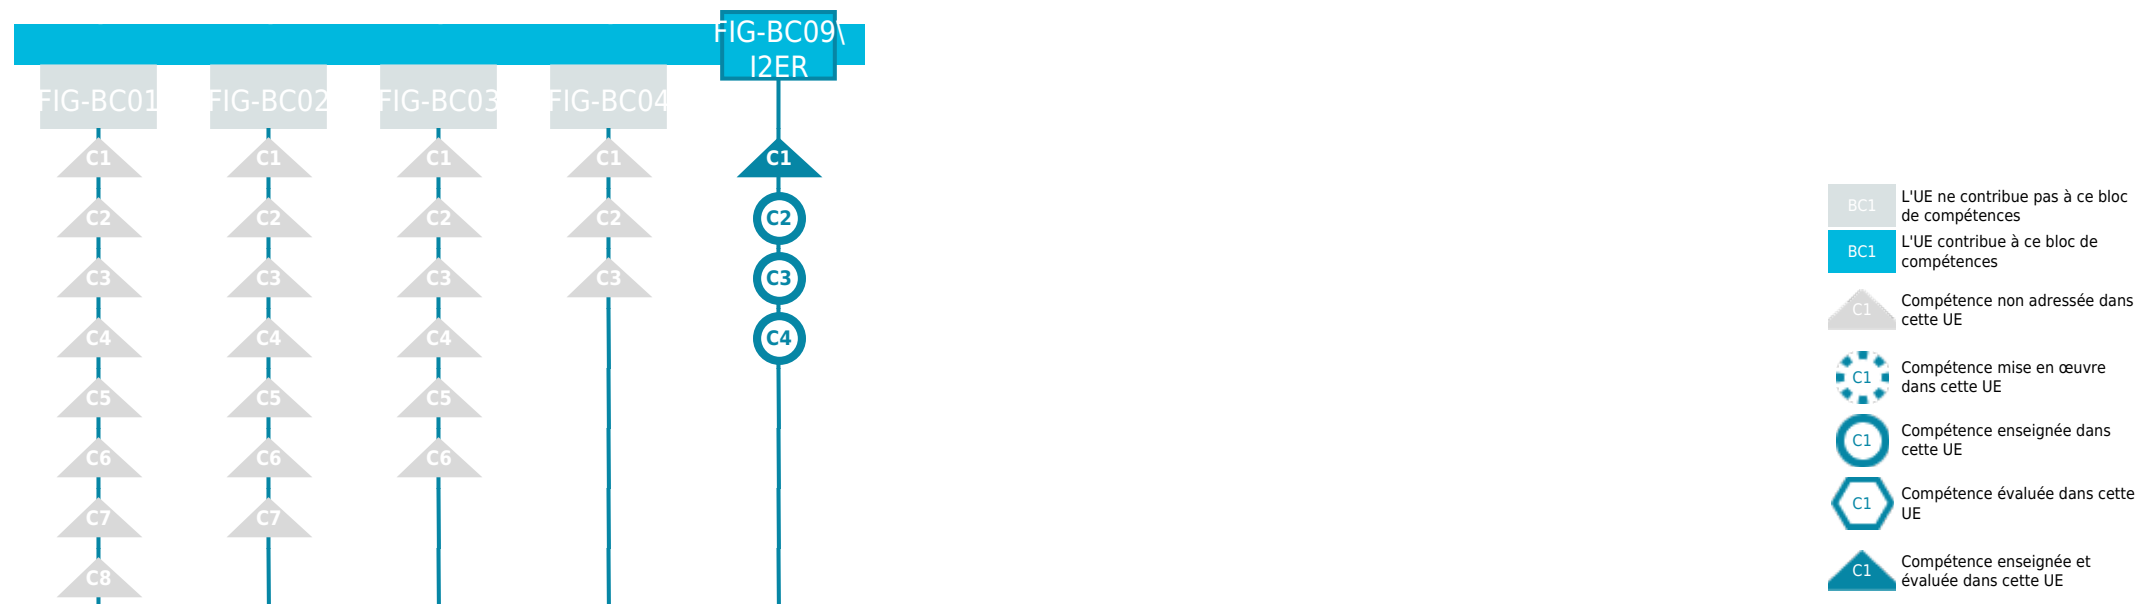 FIG-BC09\
I2ER
FIG-BC01 FIG-BC02 FIG-BC03 FIG-BC04
C1 C1 C1 C1 C1
C2 C2 C2 C2 C2
C3 C3 C3 C3 C3
C4 C4 C4 C4
C5 C5 C5
C6 C6 C6
C7 C7
C8
BC1 L'UE ne contribue pas à ce bloc
de compétences
BC1 L'UE contribue à ce bloc de
compétences
C1 Compétence non adressée dans
cette UE
C1 Compétence mise en œuvre
dans cette UE
C1 Compétence enseignée dans
cette UE
C1 Compétence évaluée dans cette
UE
C1 Compétence enseignée et
évaluée dans cette UE